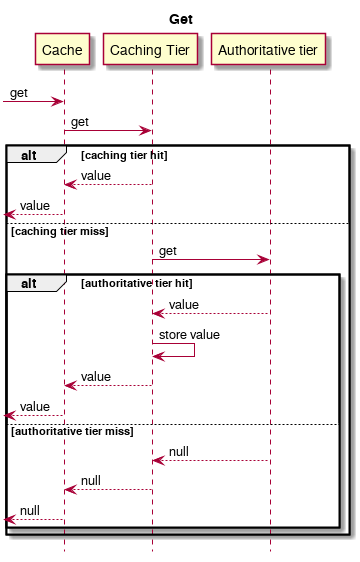 Get
Cache
Caching Tier
Authoritative tier
get
get
alt
[caching tier hit]
value
value
[caching tier miss]
get
alt
[authoritative tier hit]
value
store value
value
value
[authoritative tier miss]
null
null
null